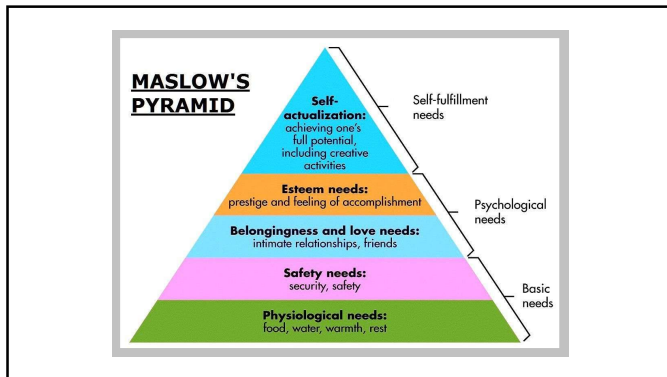 MASLOW'S
PYRAMID
Self-
actualization:
achieving one's
full potential,
including creative
activities
Self-fulfillment
needs
Esteem needs:
prestige and feeling of accomplishment
Psychological
needs
Belongingness and love needs:
intimate relationships, friends
Safety needs:
security, safety
Basic
needs
Physiological needs:
food, water, warmth, rest